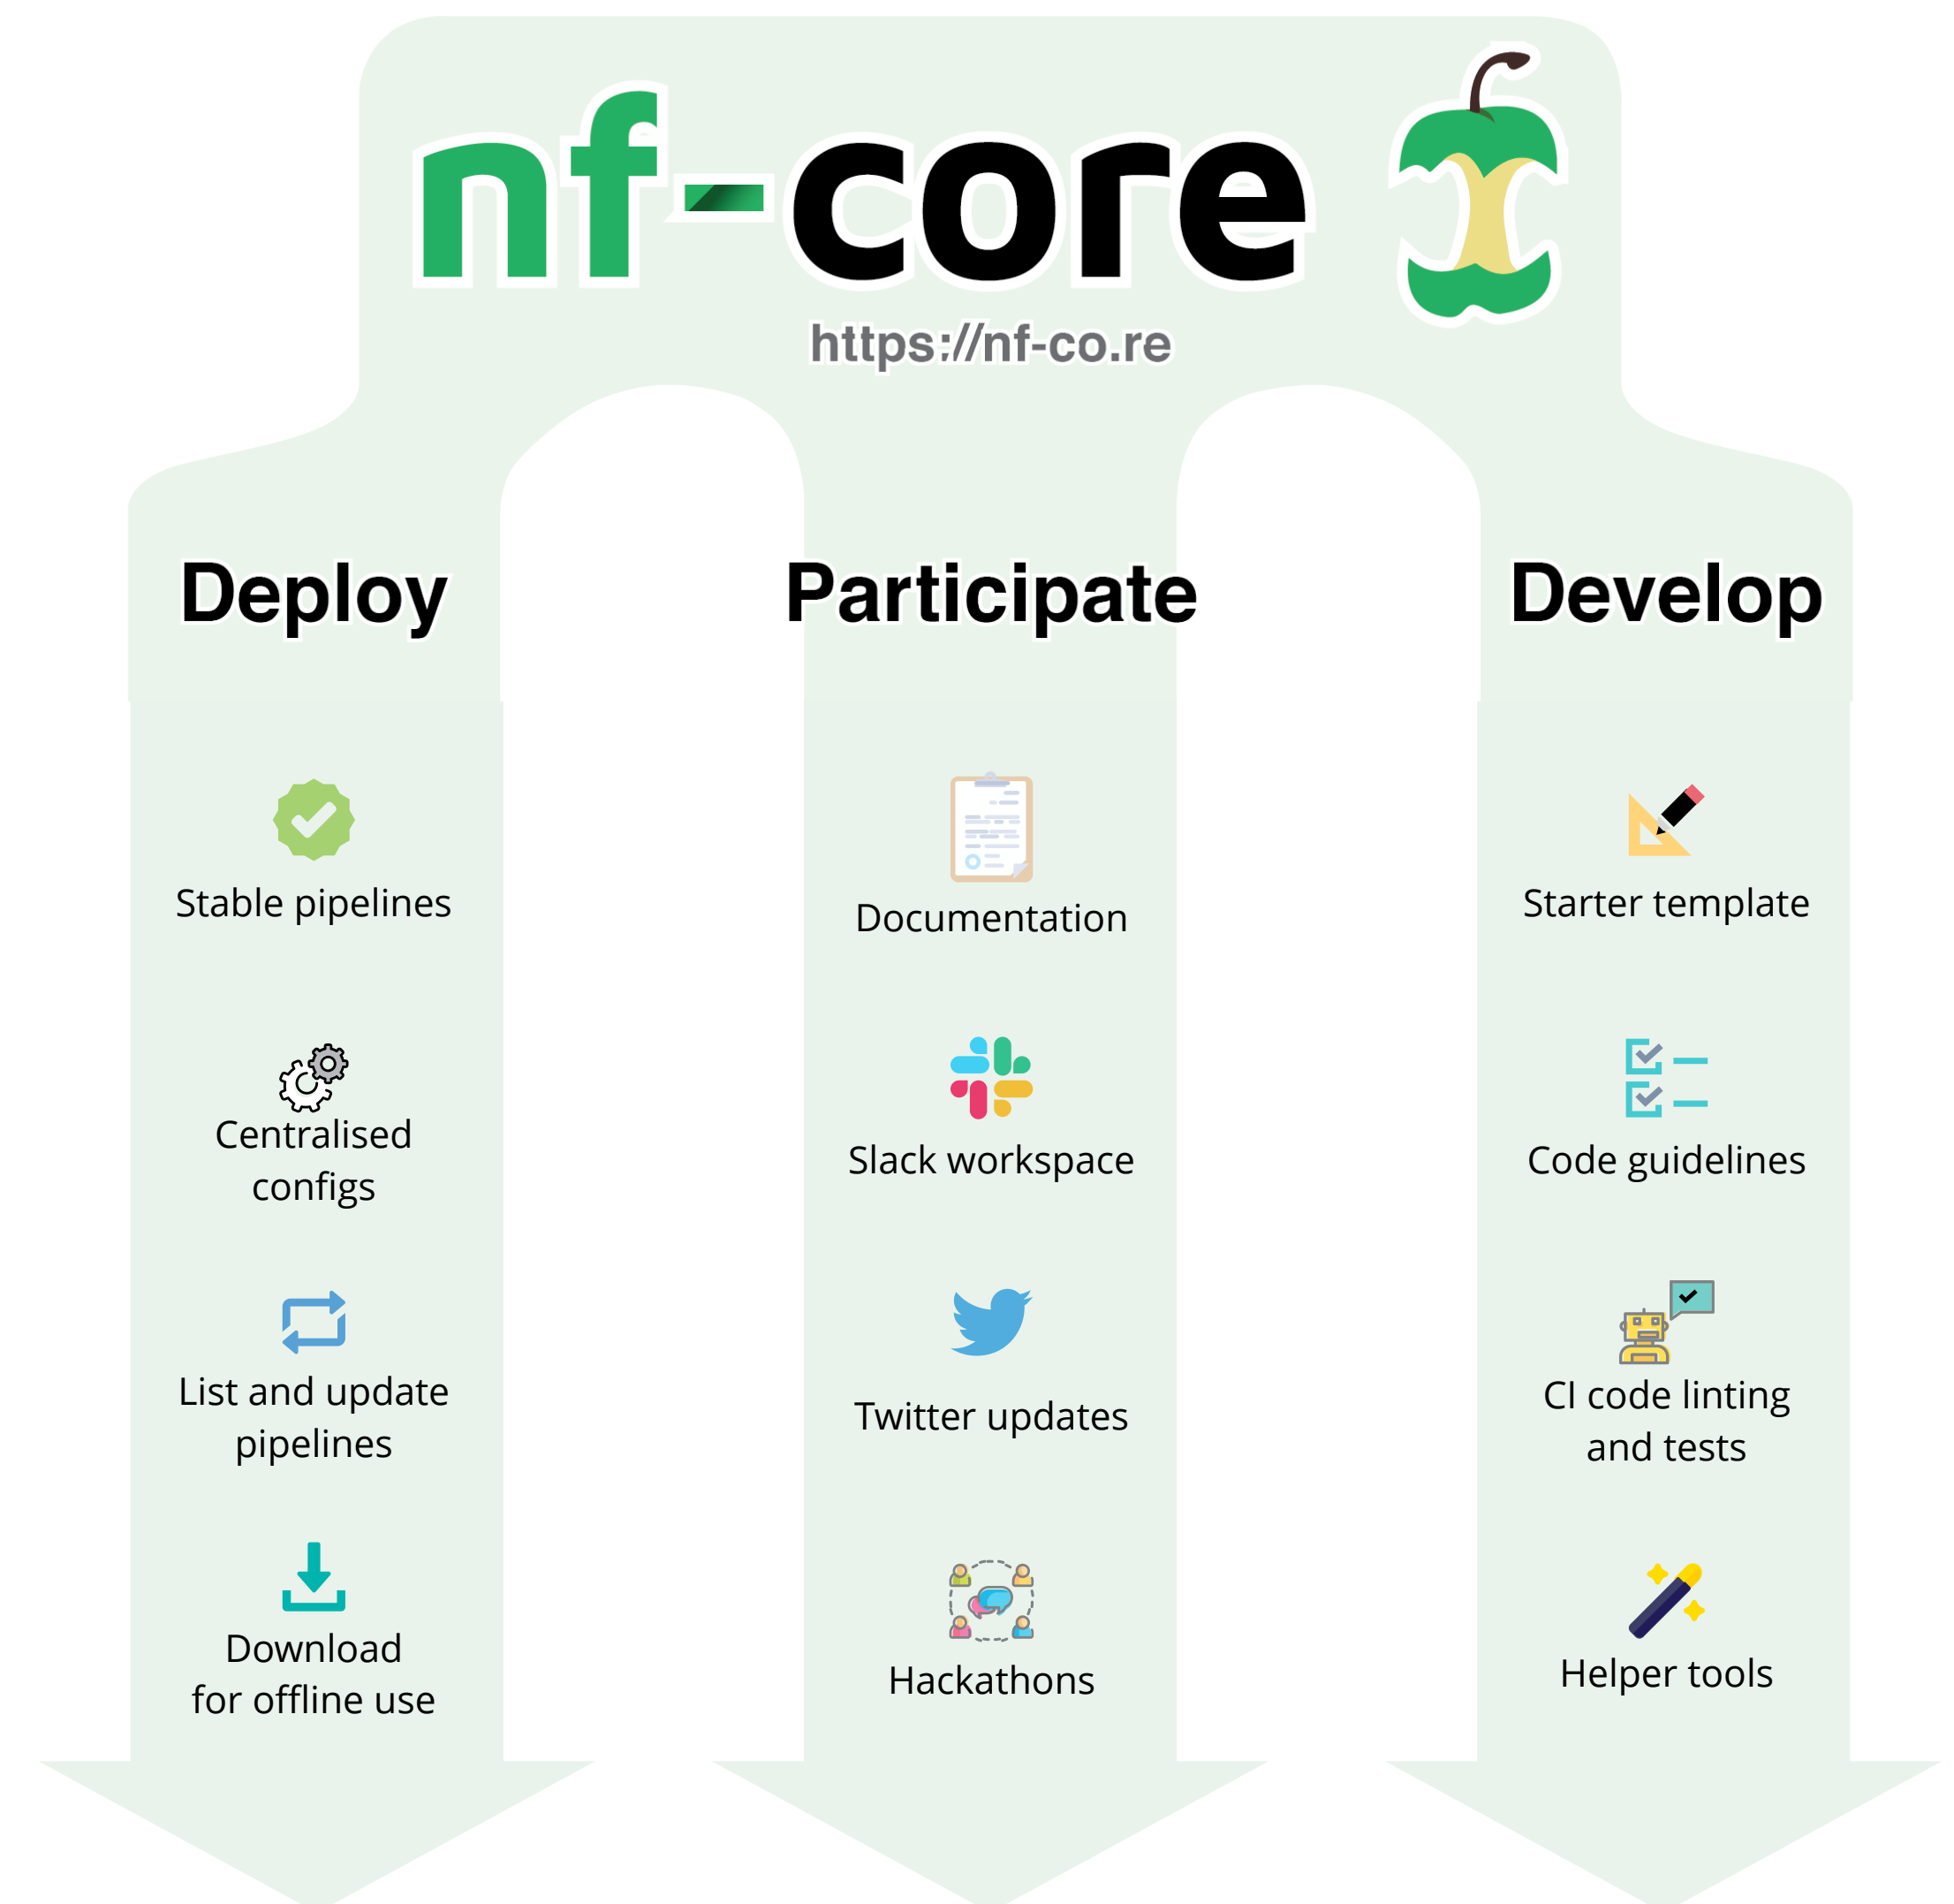 nf-core
https://nf-co.re
Deploy
Stable pipelines
Centralised
configs
List and update
pipelines
Download
for offline use
Participate
Documentation
Slack workspace
Twitter updates
Hackathons
Develop
Starter template
Code guidelines
CI code linting
and tests
Helper tools